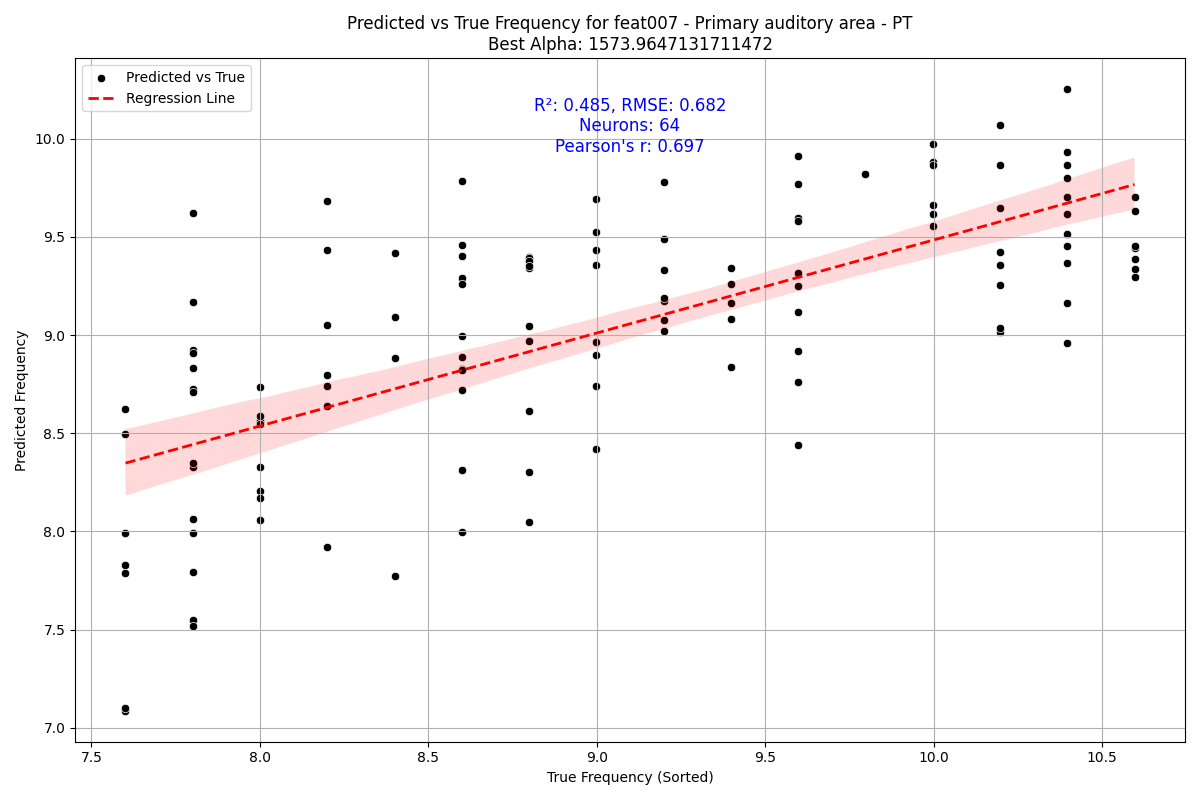 Predicted vs True Frequency for feat007 - Primary auditory area - PT
Best Alpha: 1573.9647131711472
Predicted vs True
Regression Line
R²: 0.485, RMSE: 0.682
Neurons: 64
Pearson's r: 0.697
Predicted Frequency
10.0
9.5
9.0
8.5
8.0
7.5
7.0
7.5 8.0 8.5 9.0 9.5 10.0 10.5
True Frequency (Sorted)